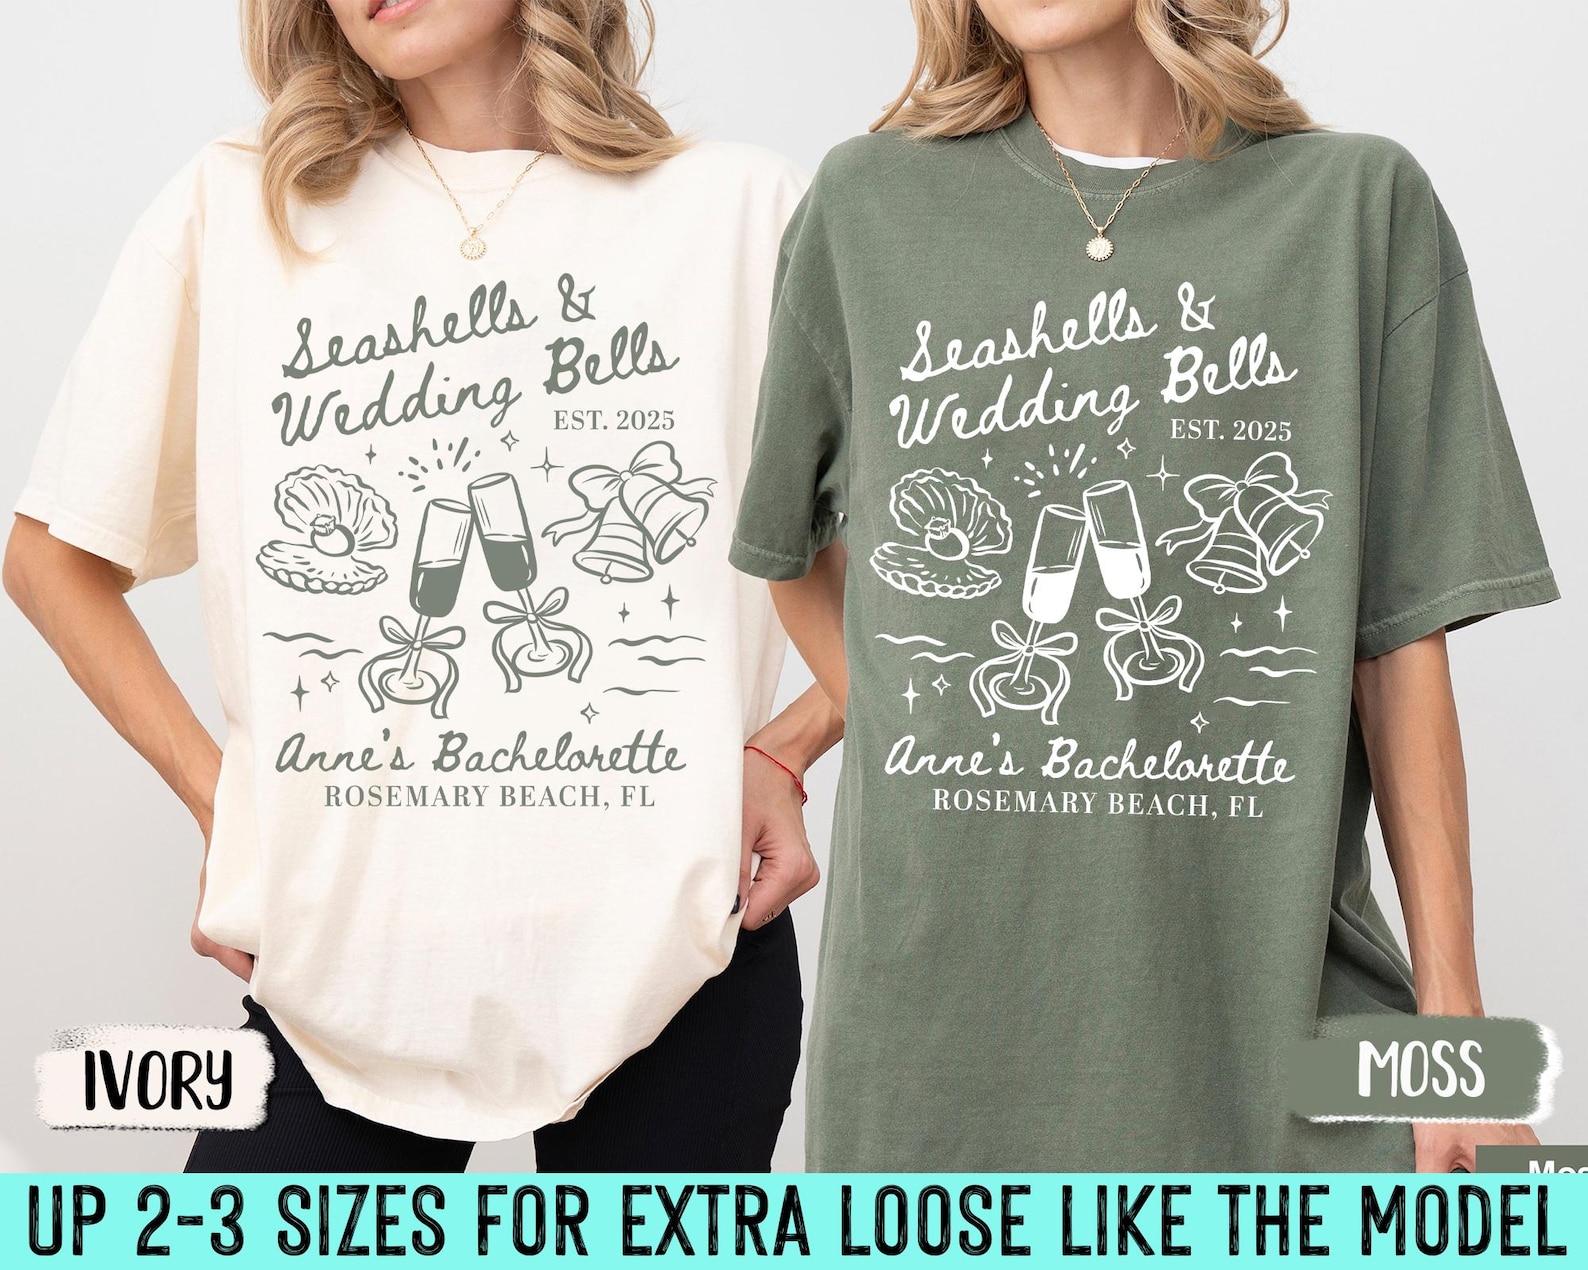 Seashells &
Wedding Bells
EST. 2025
Anne's Bachelorette
ROSEMARY BEACH, FL
Seashells &
Wedding Bells
EST. 2025
Anne's Bachelorette
ROSEMARY BEACH, FL
IVORY
MOSS
UP 2-3 SIZES FOR EXTRA LOOSE LIKE THE MODEL